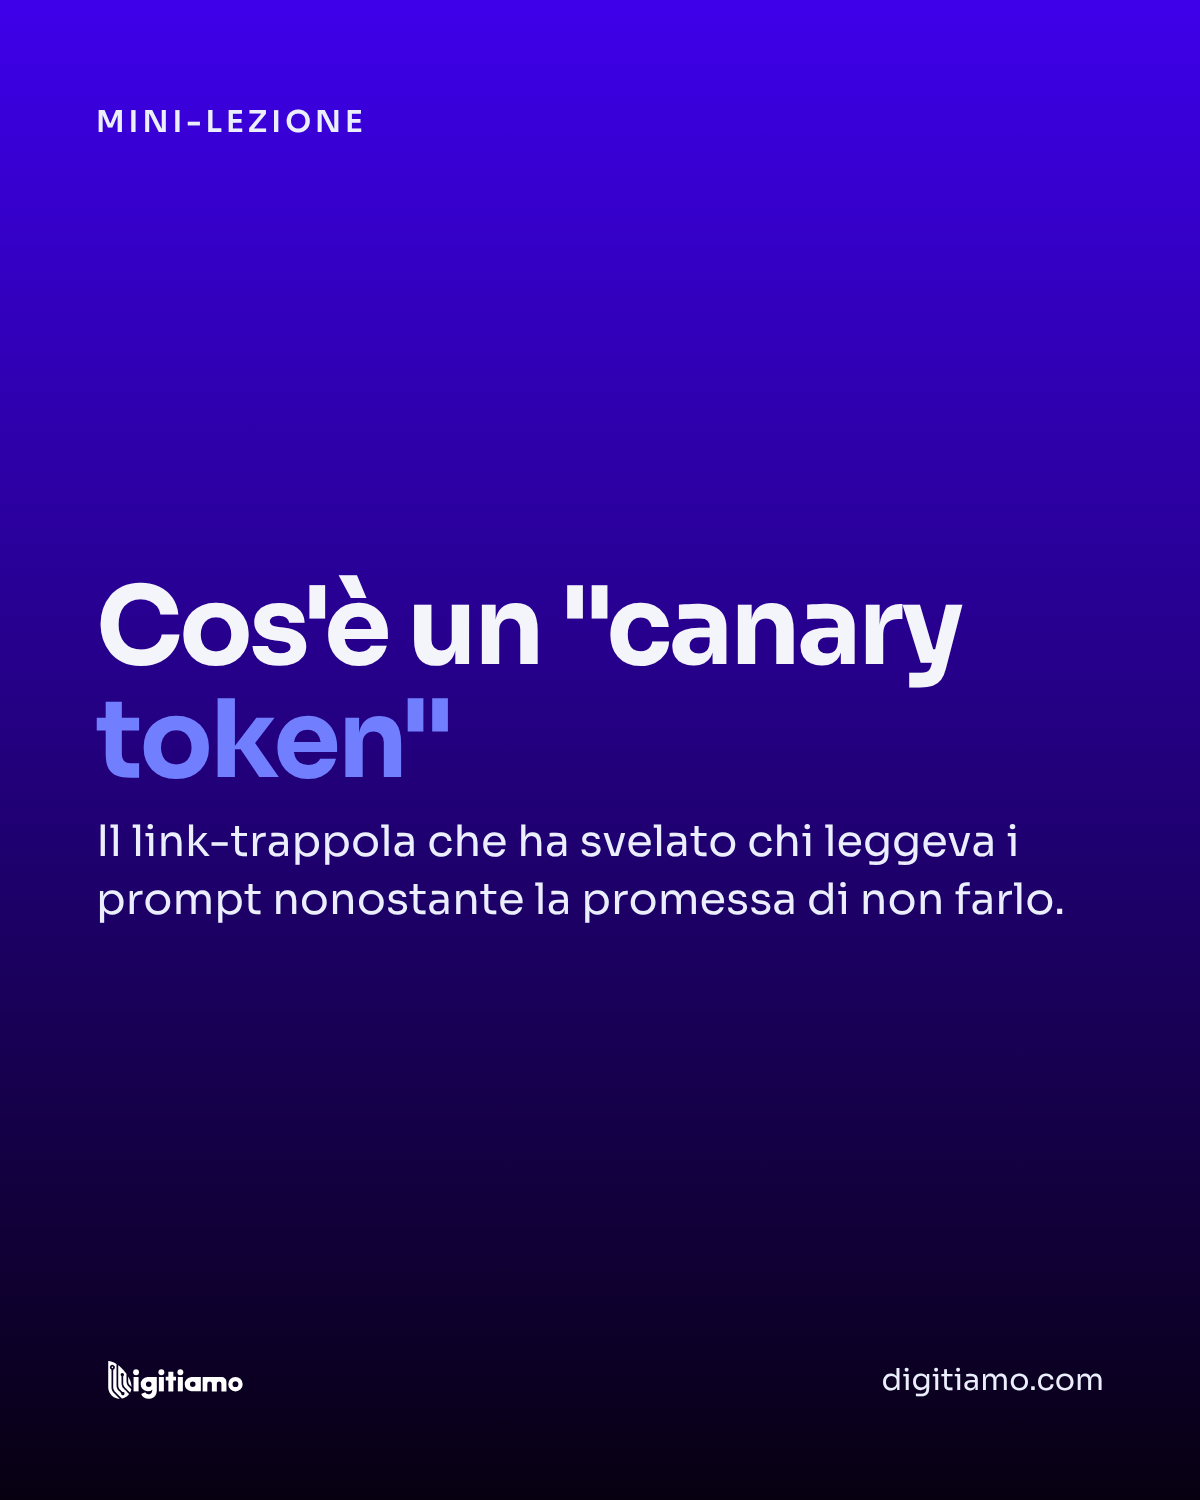 MINI-LEZIONE
Cos'è un "canary
token"
Il link-trappola che ha svelato chi leggeva i
prompt nonostante la promessa di non farlo.
Digitiamo
digitiamo.com